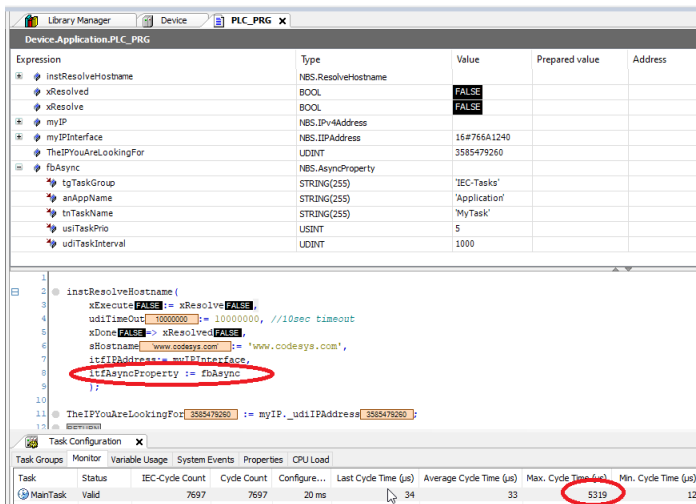 Library Manager Device PLC_PRG X
Device.Application.PLC_PRG
Expression Type Value Prepared value Address
instResolveHostname NBS.ResolveHostname
xResolved BOOL FALSE
xResolve BOOL FALSE
myIP NBS.IPv4Address
myIPInterface NBS.IIPAddress 16#766A1240
TheIPYouAreLookingFor UDINT 3585479260
fbAsync NBS.AsyncProperty
tgTaskGroup STRING(255) 'IEC-Tasks'
anAppName STRING(255) 'Application'
tnTaskName STRING(255) 'MyTask'
usiTaskPrio USINT 5
udiTaskInterval UDINT 1000
1
2 instResolveHostname(
3 xExecute FALSE := xResolve FALSE,
4 udiTimeOut 10000000 := 10000000, //10sec timeout
5 xDone FALSE => xResolved FALSE,
6 sHostname 'www.codesys.com' := 'www.codesys.com',
7 itfIPAddress:= myIPInterface,
8 itfAsyncProperty := fbAsync
9 );
10
11 TheIPYouAreLookingFor 3585479260 := myIP._udiIPAddress 3585479260 ;
12 RETURN
Task Configuration X
Task Groups Monitor Variable Usage System Events Properties CPU Load
Task Status IEC-Cycle Count Cycle Count Configure... Last Cycle Time (µs) Average Cycle Time (µs) Max. Cycle Time (µs) Min. Cycle Time (µs)
MainTask Valid 7697 7697 20 ms 34 33 5319